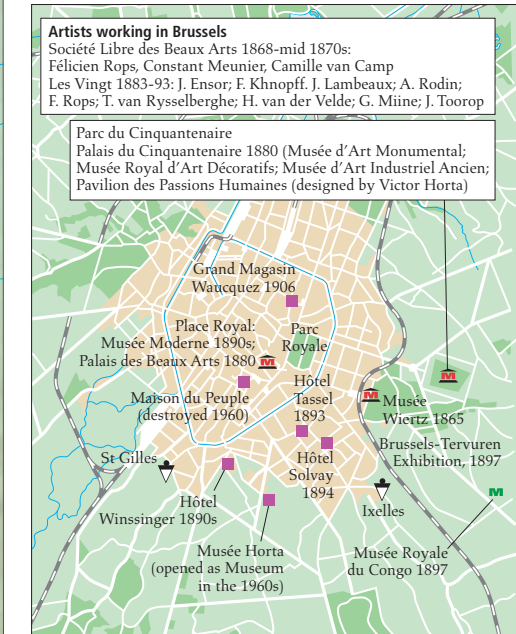 Artists working in Brussels
Société Libre des Beaux Arts 1868-mid 1870s:
Félicien Rops, Constant Meunier, Camille van Camp
Les Vingt 1883-93: J. Ensor; F. Khnopff. J. Lambeaux; A. Rodin;
F. Rops; T. van Rysselberghe; H. van der Velde; G. Miine; J. Toorop
Parc du Cinquantenaire
Palais du Cinquantenaire 1880 (Musée d'Art Monumental;
Musée Royal d'Art Décoratifs; Musée d'Art Industriel Ancien;
Pavilion des Passions Humaines (designed by Victor Horta)
Grand Magasin
Waucquez 1906
Place Royal:
Musée Moderne 1890s;
Palais des Beaux Arts 1880
M
Parc
Royale
Maison du Peuple
(destroyed 1960)
Hôtel
Tassel
1893
M
M
Musée
Wiertz 1865
Brussels-Tervuren
Exhibition, 1897
St Gilles
Hôtel
Solvay
1894
Hôtel
Winssinger 1890s
Ixelles
M
Musée Horta
(opened as Museum
in the 1960s)
Musée Royale
du Congo 1897